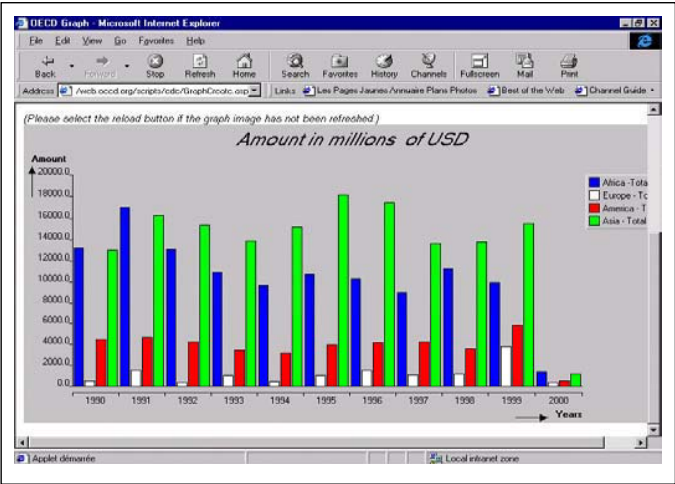 OECD Graph - Microsoft Internet Explorer
File Edit View Go Favorites Help
Back Forward Stop Refresh Home Search Favorites History Channels Fullscreen Mail Print
Address /web.oecd.org/scripts/cde/GraphCreate.asp Links Les Pages Jaunes Annuaire Plans Photos Best of the Web Channel Guide
(Please select the reload button if the graph image has not been refreshed )
Amount in millions of USD
Amount
20000.0
18000.0
16000.0
14000.0
12000.0
10000.0
8000.0
6000.0
4000.0
2000.0
0.0
Africa -Tota
Europe - To
America - T
Asia - Total
1990 1991 1992 1993 1994 1995 1996 1997 1998 1999 2000
Years
Applet démarrée Local intranet zone